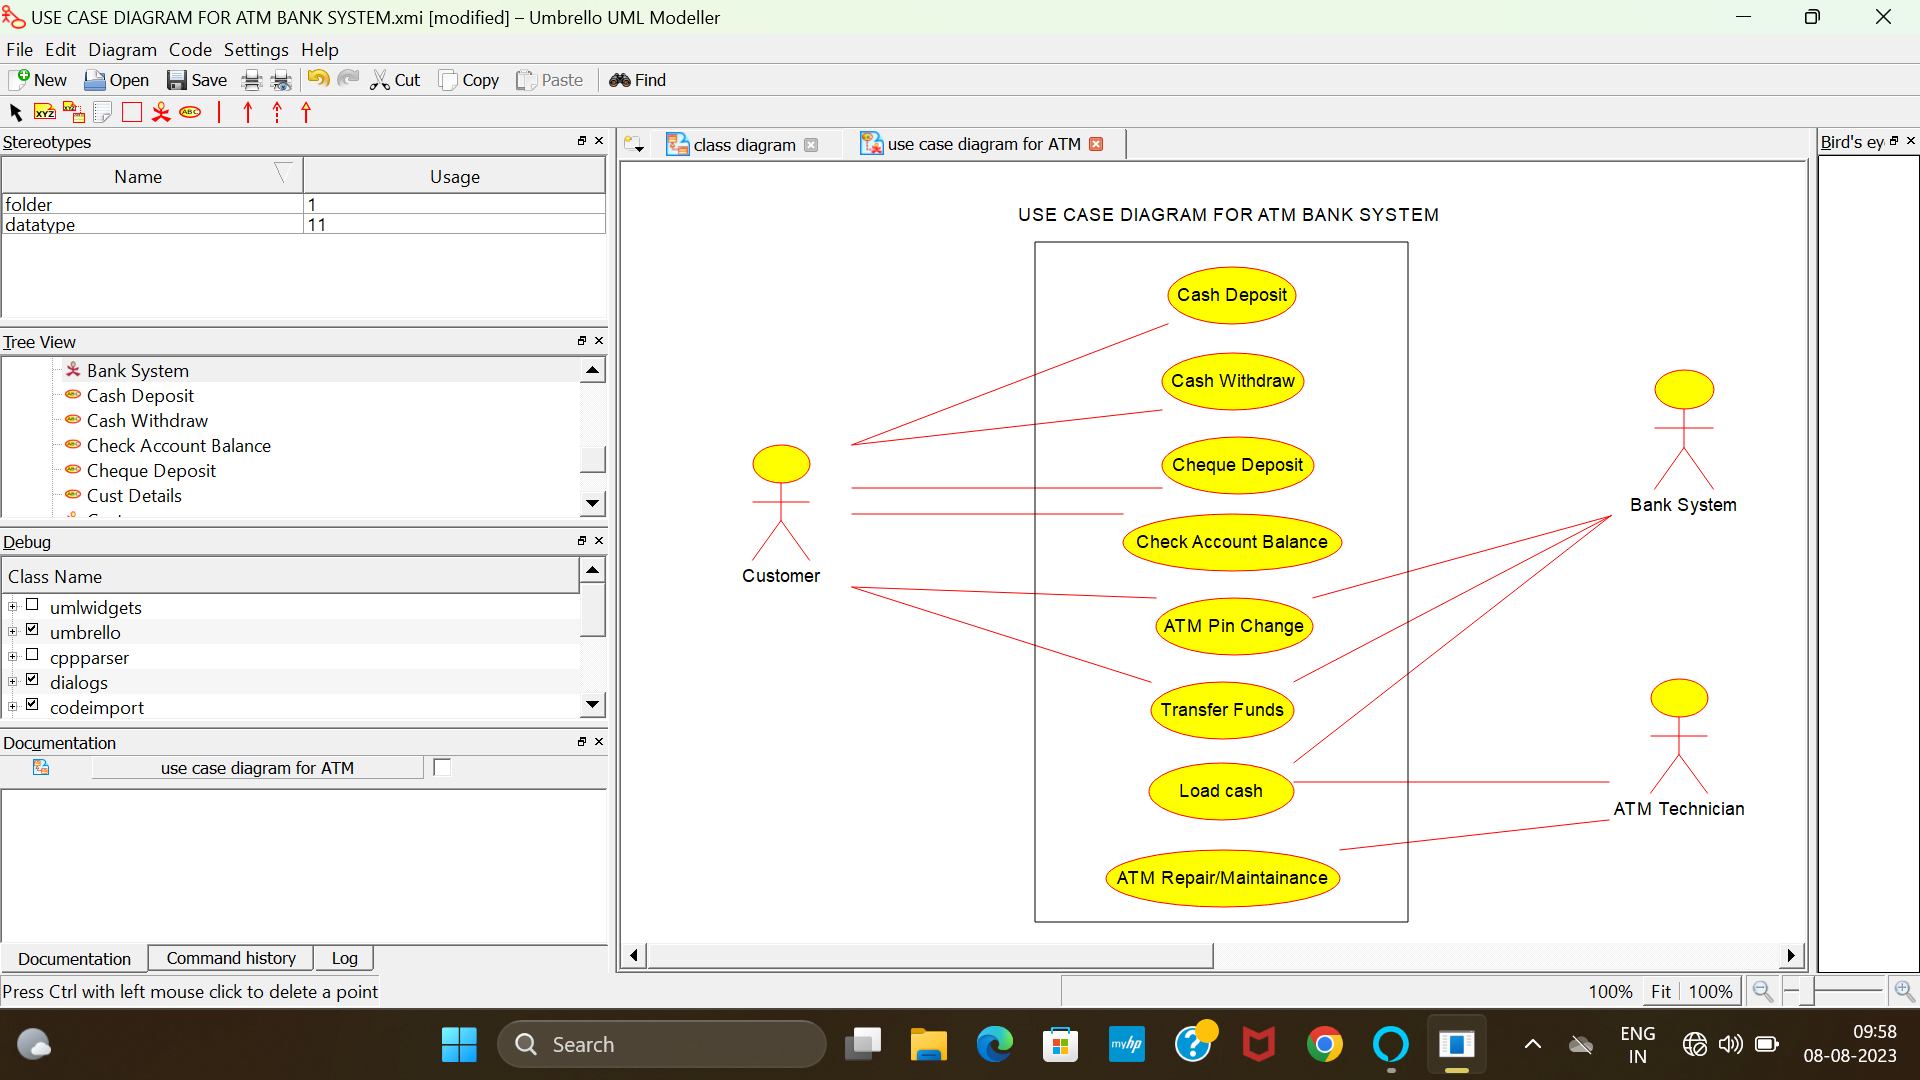 USE CASE DIAGRAM FOR ATM BANK SYSTEM.xmi [modified] – Umbrello UML Modeller
File Edit Diagram Code Settings Help
New Open Save Cut Copy Paste Find
XYZ XYZ ABC
Stereotypes
Name Usage
folder 1
datatype 11
Tree View
Bank System
Cash Deposit
Cash Withdraw
Check Account Balance
Cheque Deposit
Cust Details
Debug
Class Name
umlwidgets
umbrello
cppparser
dialogs
codeimport
Documentation
use case diagram for ATM
Documentation Command history Log
Press Ctrl with left mouse click to delete a point
class diagram use case diagram for ATM
USE CASE DIAGRAM FOR ATM BANK SYSTEM
Cash Deposit
Cash Withdraw
Cheque Deposit
Check Account Balance
ATM Pin Change
Transfer Funds
Load cash
ATM Repair/Maintainance
Customer
Bank System
ATM Technician
Bird's ey
100% Fit 100%
Search
myhp
ENG
IN
09:58
08-08-2023